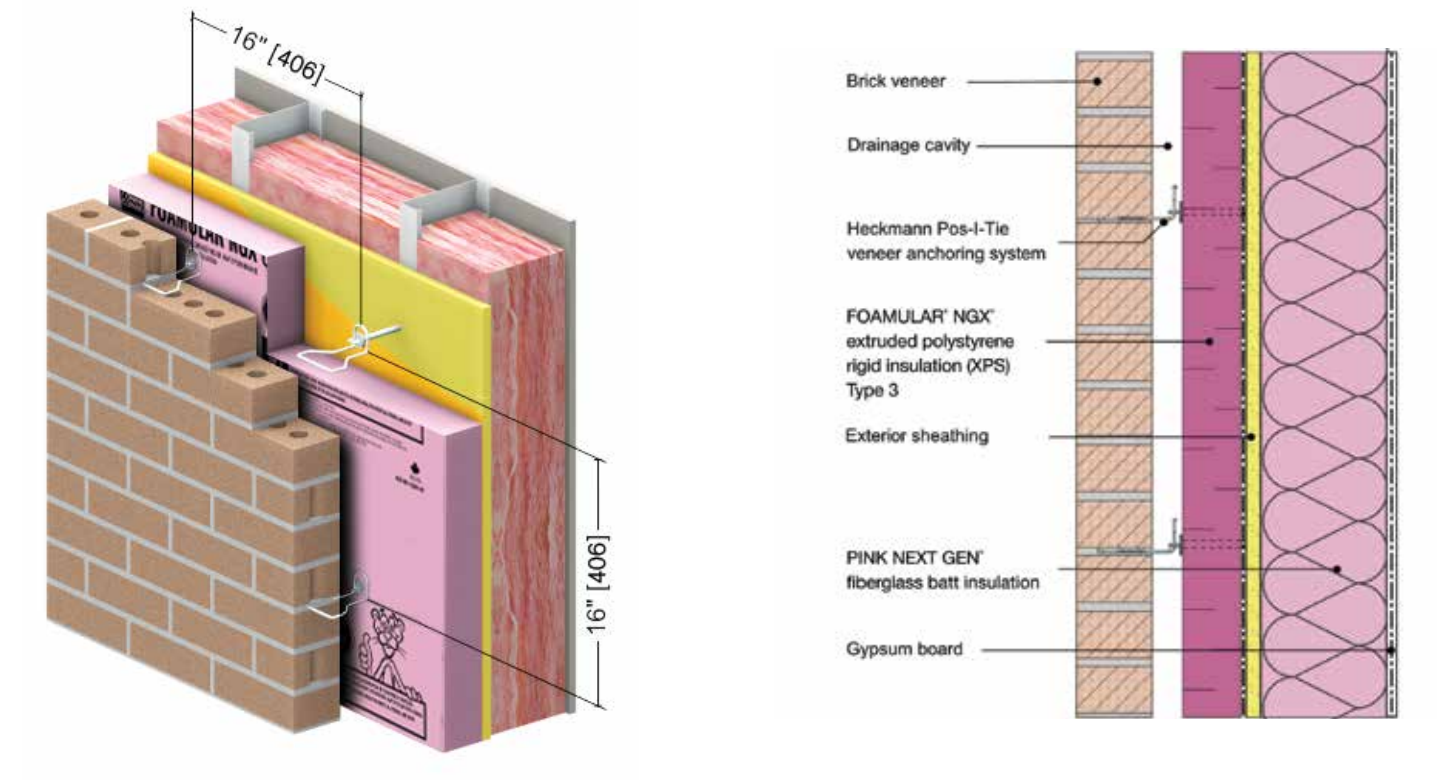 16" [406]
FOAMULAR NGX
16" [406]
Brick veneer
Drainage cavity
Heckmann Pos-I-Tie
veneer anchoring system
FOAMULAR® NGX®
extruded polystyrene
rigid insulation (XPS)
Type 3
Exterior sheathing
PINK NEXT GEN®
fiberglass batt insulation
Gypsum board